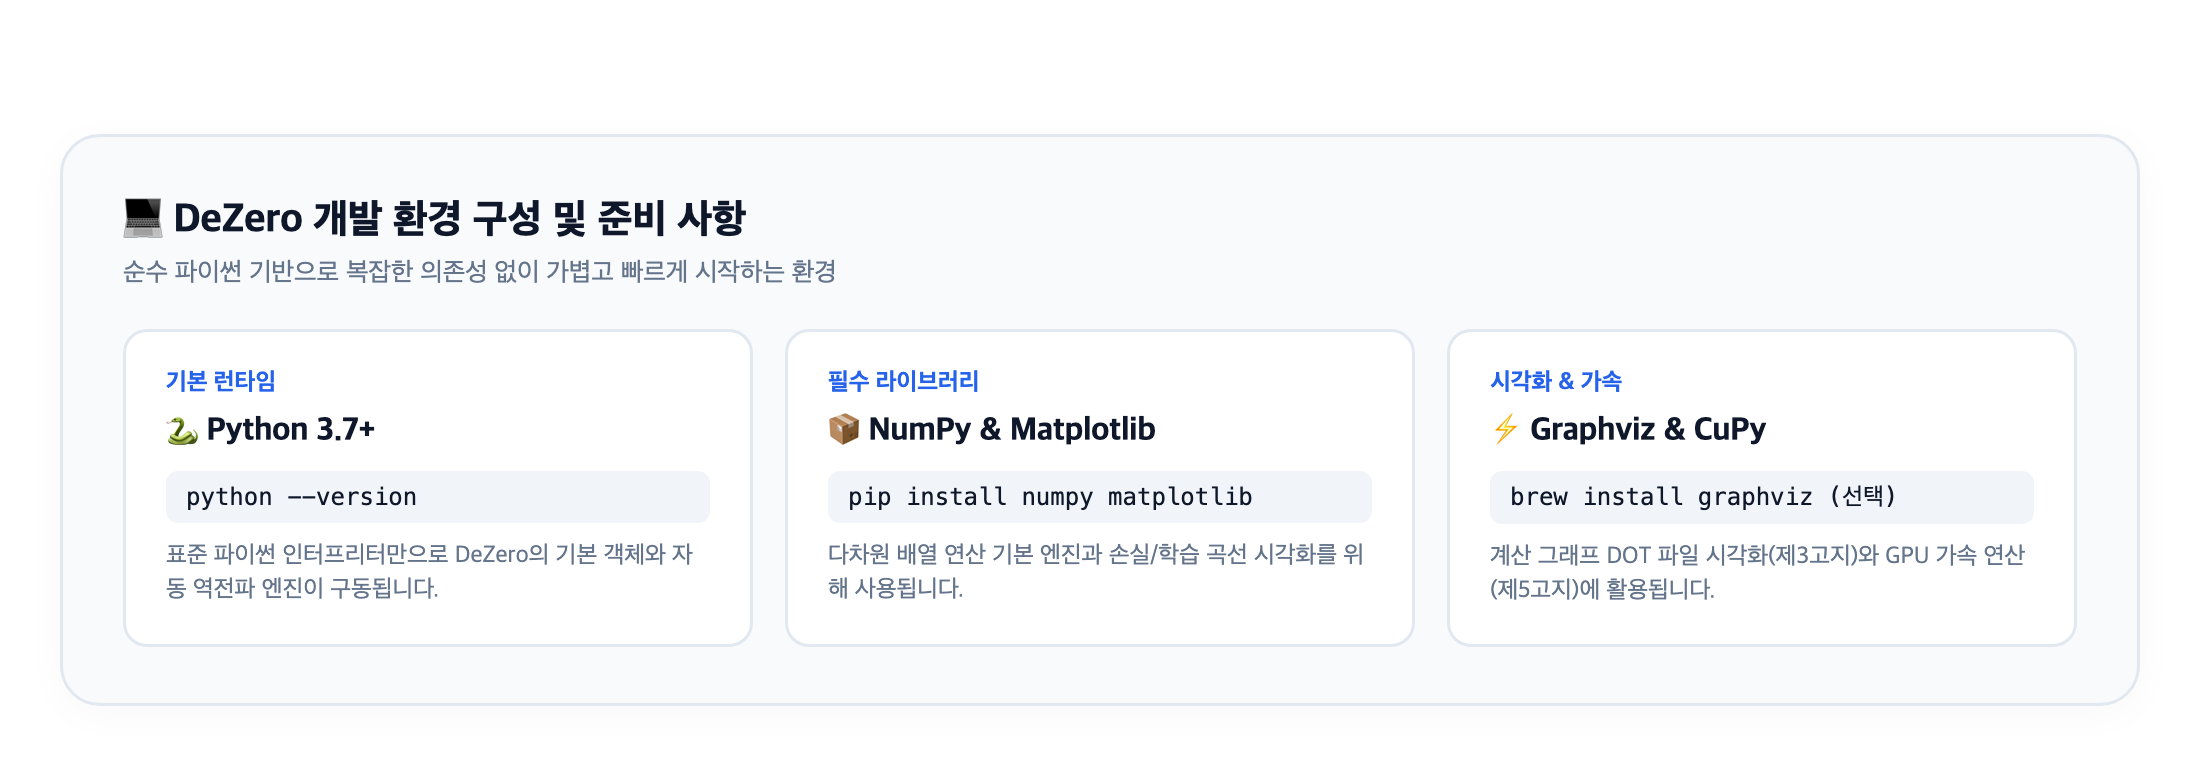 💻 DeZero 개발 환경 구성 및 준비 사항
순수 파이썬 기반으로 복잡한 의존성 없이 가볍고 빠르게 시작하는 환경
기본 런타임
🐍 Python 3.7+
python --version
표준 파이썬 인터프리터만으로 DeZero의 기본 객체와 자
동 역전파 엔진이 구동됩니다.
필수 라이브러리
📦 NumPy & Matplotlib
pip install numpy matplotlib
다차원 배열 연산 기본 엔진과 손실/학습 곡선 시각화를 위
해 사용됩니다.
시각화 & 가속
⚡ Graphviz & CuPy
brew install graphviz (선택)
계산 그래프 DOT 파일 시각화(제3고지)와 GPU 가속 연산
(제5고지)에 활용됩니다.